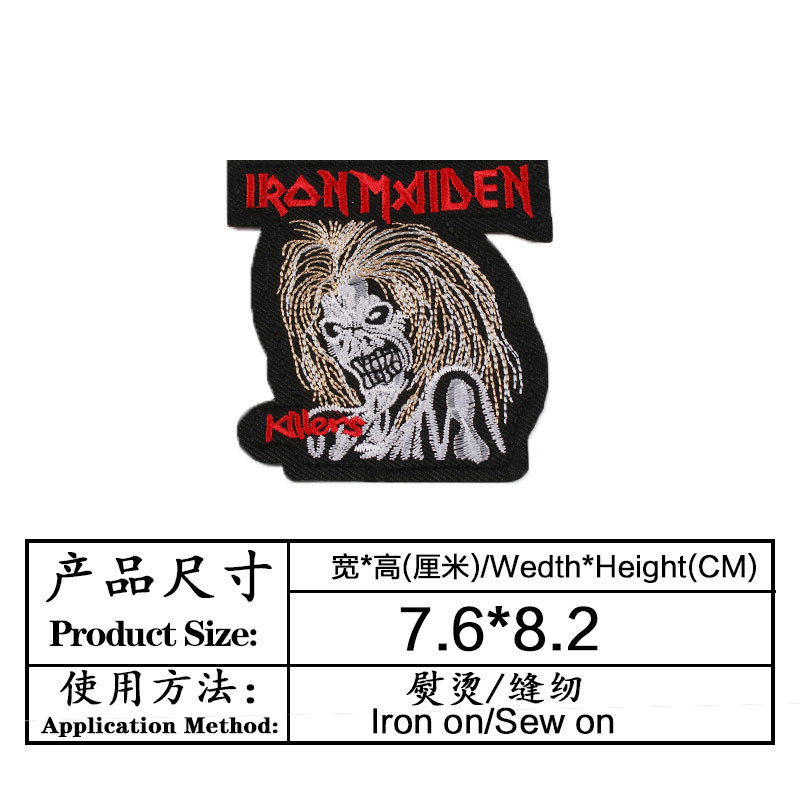 IRON MAIDEN
Killers
产品尺寸
Product Size:
宽*高(厘米)/Wedth*Height(CM)
7.6*8.2
使用方法：
Application Method:
熨烫/缝纫
Iron on/Sew on